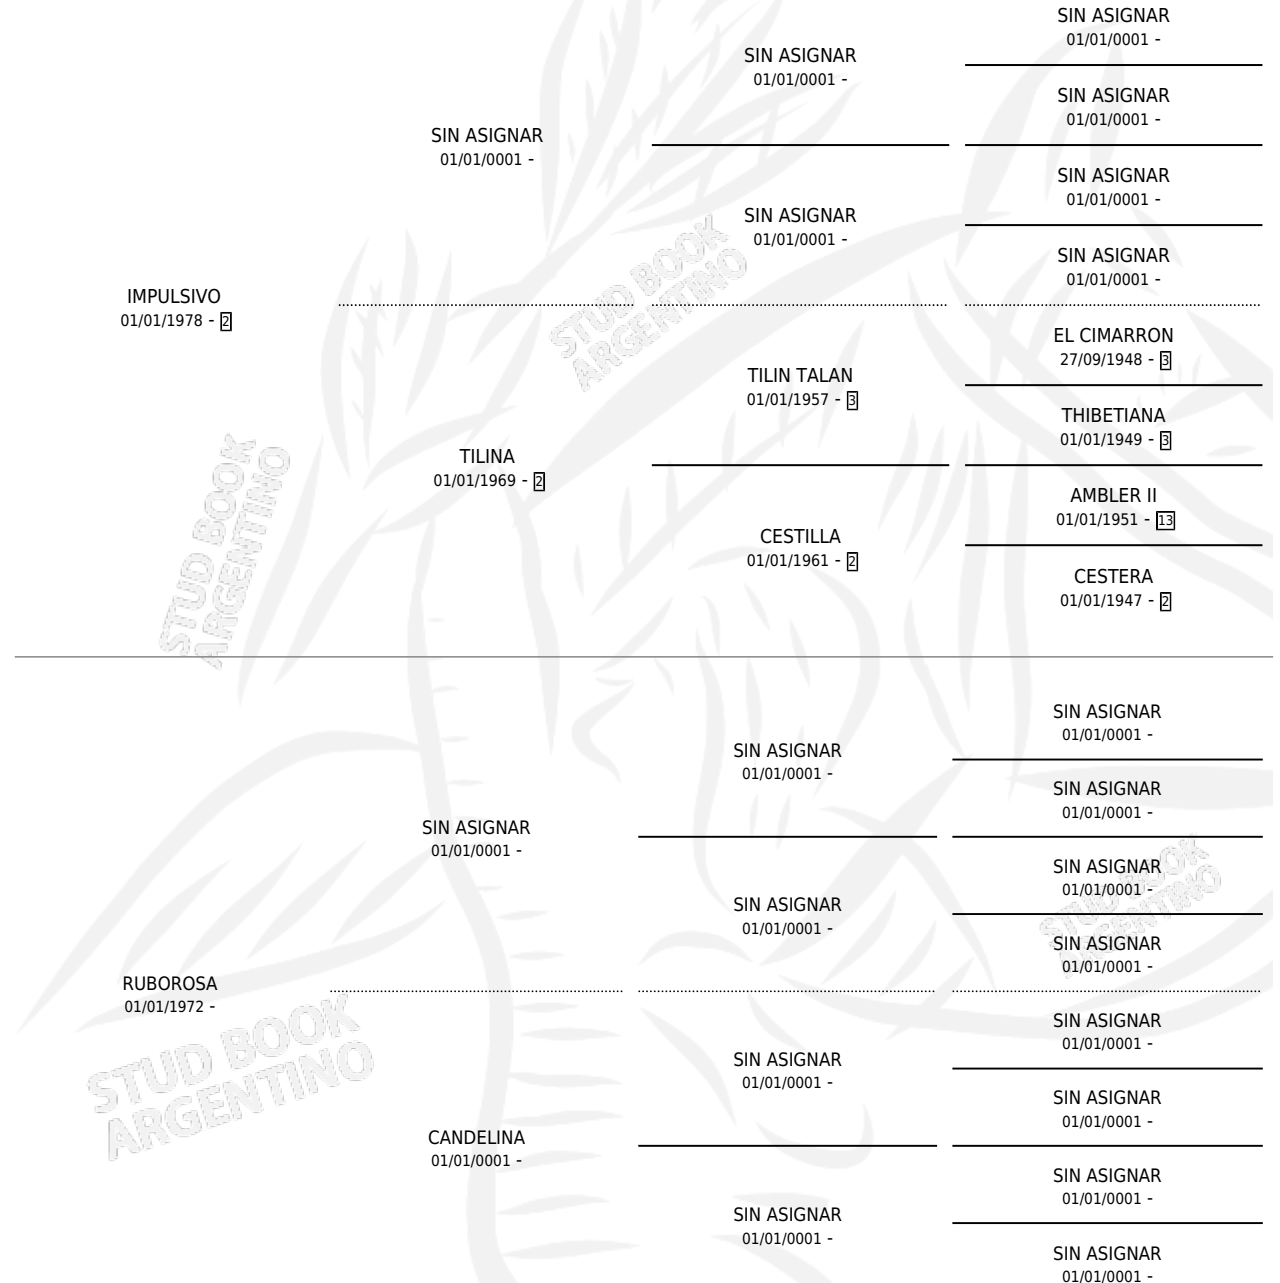 SIN ASIGNAR
01/01/0001 -
SIN ASIGNAR
01/01/0001 -
SIN ASIGNAR
01/01/0001 -
SIN ASIGNAR
01/01/0001 -
SIN ASIGNAR
01/01/0001 -
SIN ASIGNAR
01/01/0001 -
SIN ASIGNAR
01/01/0001 -
STUD BOOK
ARGENTINO
IMPULSIVO
01/01/1978 - 2
EL CIMARRON
27/09/1948 - 3
TILIN TALAN
01/01/1957 - 3
THIBETIANA
01/01/1949 - 3
TILINA
01/01/1969 - 2
AMBLER II
01/01/1951 - 13
CESTILLA
01/01/1961 - 2
CESTERA
01/01/1947 - 2
STUD BOOK
ARGENTINO
SIN ASIGNAR
01/01/0001 -
SIN ASIGNAR
01/01/0001 -
SIN ASIGNAR
01/01/0001 -
SIN ASIGNAR
01/01/0001 -
SIN ASIGNAR
01/01/0001 -
SIN ASIGNAR
01/01/0001 -
SIN ASIGNAR
01/01/0001 -
STUD BOOK
ARGENTINO
RUBOROSA
01/01/1972 -
STUD BOOK
ARGENTINO
SIN ASIGNAR
01/01/0001 -
SIN ASIGNAR
01/01/0001 -
SIN ASIGNAR
01/01/0001 -
CANDELINA
01/01/0001 -
SIN ASIGNAR
01/01/0001 -
SIN ASIGNAR
01/01/0001 -
SIN ASIGNAR
01/01/0001 -